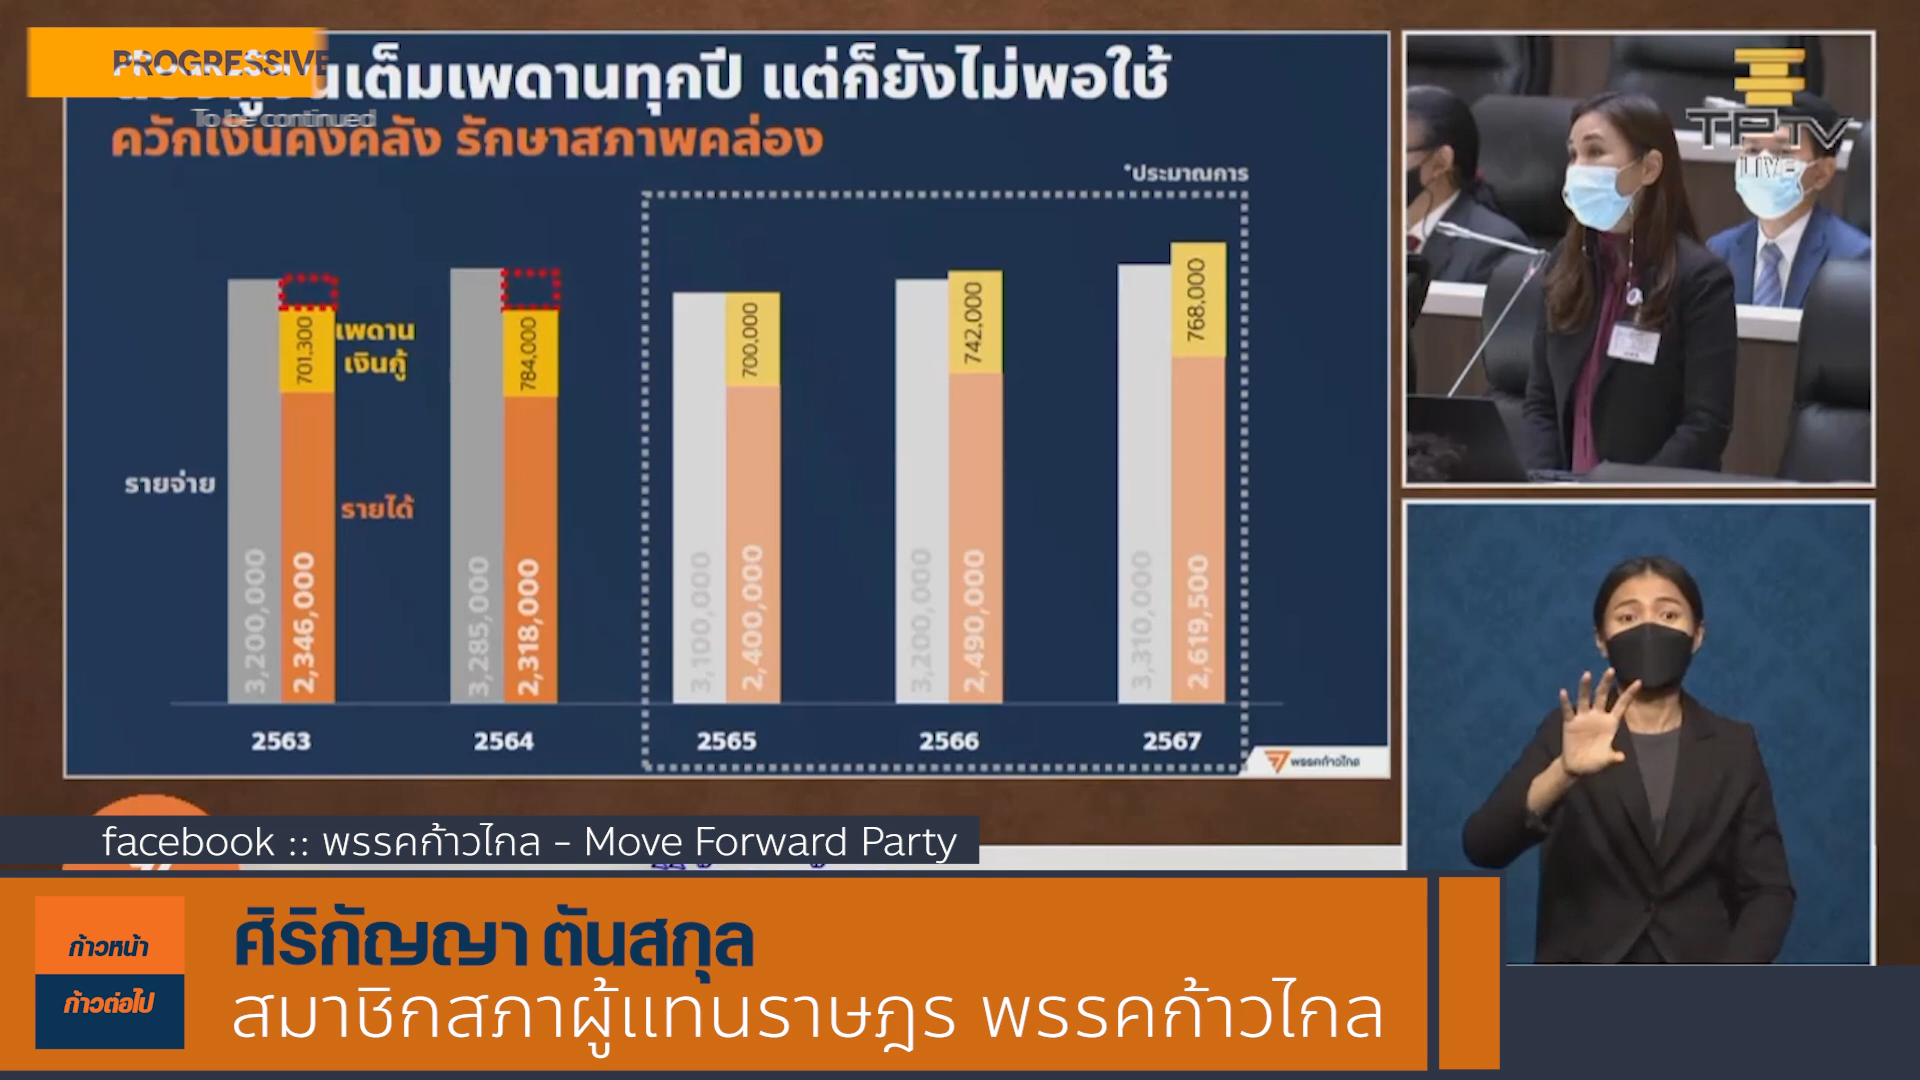 PROGRESSIVE
To be continued
เต็มเพดานทุกปี แต่ก็ยังไม่พอใช้
ควักเงินคงคลัง รักษาสภาพคล่อง
*ประมาณการ
TPTV
LIVE
เพดาน
เงินกู้
รายจ่าย
รายได้
701,300
784,000
700,000
742,000
768,000
3,200,000
2,346,000
3,285,000
2,318,000
3,100,000
2,400,000
3,200,000
2,490,000
3,310,000
2,619,500
2563
2564
2565
2566
2567
พรรคก้าวไกล
facebook :: พรรคก้าวไกล - Move Forward Party
ก้าวหน้า
ก้าวต่อไป
ศิริกัญญา ตันสกุล
สมาชิกสภาผู้แทนราษฎร พรรคก้าวไกล